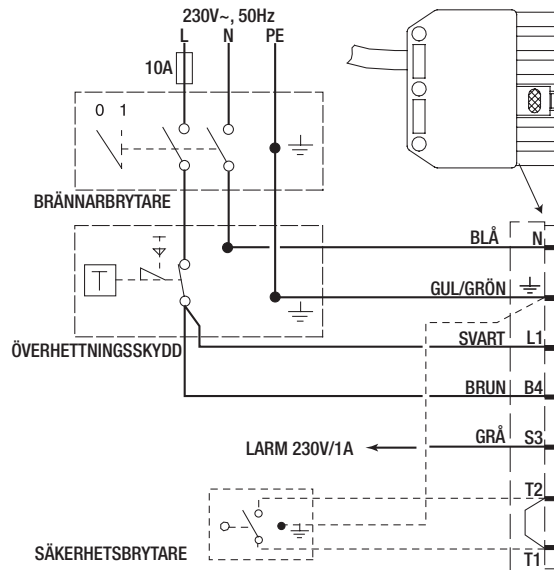 230V~, 50Hz
L N PE
10A
0 1
BRÄNNARBRYTARE
BLÅ N
T
GUL/GRÖN
ÖVERHETTNINGSSKYDD
SVART L1
BRUN B4
LARM 230V/1A GRÅ S3
T2
SÄKERHETSBRYTARE
T1